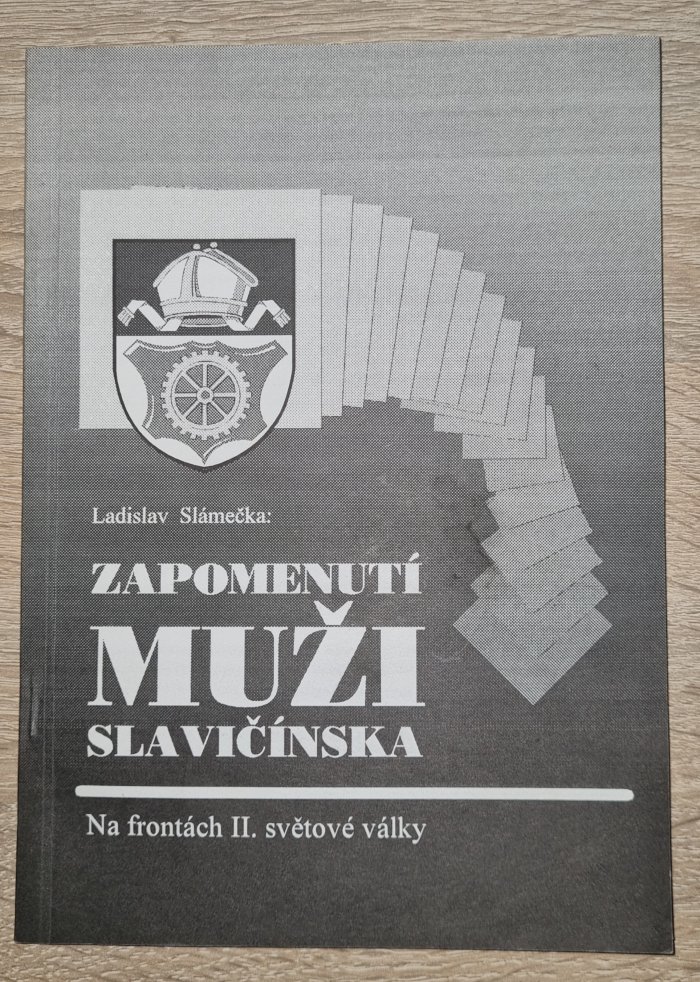 Ladislav Slámečka:
ZAPOMENUTÍ
MUŽI
SLAVIČÍNSKA
Na frontách II. světové války